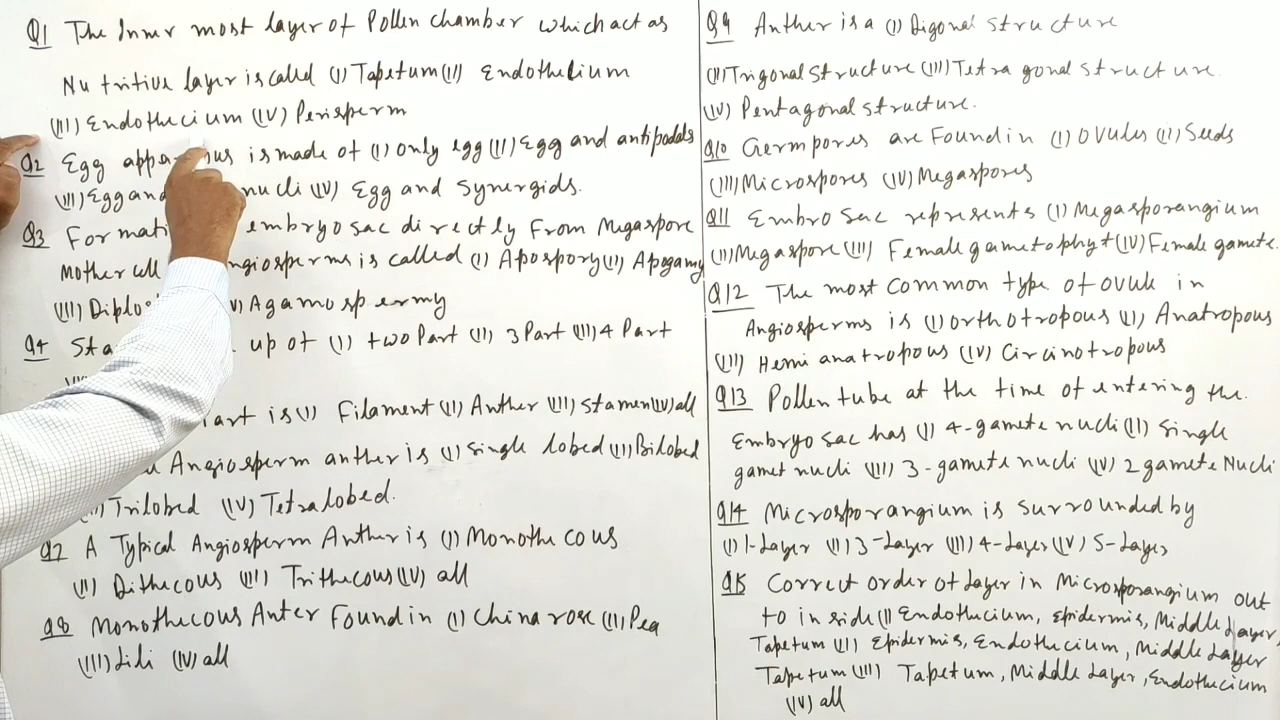 Q1 The Inner most layer of Pollen chamber which act as
Nutritive layer is called (I) Tapetum (II) Endothelium
(III) Endothecium (IV) Perisperm
Q2 Egg is made of (I) only egg (II) Egg and antipodals
(III) Egg and nucli (IV) Egg and Synergids.
Q3 embryo sac directly From Megaspore
Mother cell is called (I) Apospory (II) Apogamy
(III) Agamospermy
Q4 up of (I) two Part (II) 3 Part (III) 4 Part
is (I) Filament (II) Anther (III) Stamen (IV) all
Angiosperm anther is (I) Single lobed (II) Bilobed
Trilobed (IV) Tetralobed.
Q7 A Typical Angiosperm Anther is (I) Monothecous
(II) Dithecous (III) Trithecous (IV) all
Q8 Monothecous Anter Found in (I) China rose (II) Pea
(III) Lili (IV) all
Q9 Anther is a (I) Digonal Structure
(II) Trigonal Structure (III) Tetragonal Structure.
(IV) Pentagonal structure.
Q10 Germpores are Found in (I) Ovules (II) Seeds
(III) Microspores (IV) Megaspores
Q11 Embro Sac represents (I) Megasporangium
(II) Megaspore (III) Female gametophyt (IV) Female gamete.
Q12 The most common type of ovule in
Angiosperms is (I) Orthotropous (II) Anatropous
(III) Hemi anatropous (IV) Circinotropous
Q13 Pollen tube at the time of entering the.
Embryo sac has (I) 4-gamete nucli (II) Single
gamet nucli (III) 3-gamete nucli (IV) 2 gamete Nucli
Q14 Microsporangium is surrounded by
(I) 1-Layer (II) 3-Layer (III) 4-Layer (IV) 5-Layer
Q15 Correct order of Layer in Microsporangium out
to in side (I) Endothecium, Epidermis, Middle Layer,
Tapetum (II) Epidermis, Endothecium, Middle Layer
Tapetum (III) Tapetum, Middle Layer, Endothecium
(IV) all